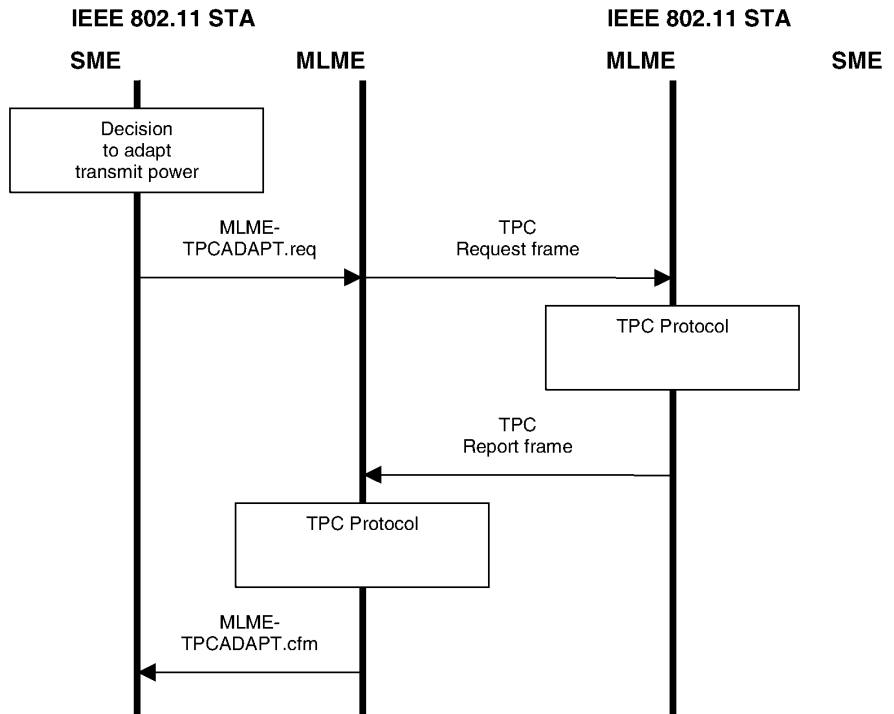 IEEE 802.11 STA
IEEE 802.11 STA
SME
MLME
MLME
SME
Decision
to adapt
transmit power
MLME-
TPCADAPT.req
TPC
Request frame
TPC Protocol
TPC
Report frame
TPC Protocol
MLME-
TPCADAPT.cfm